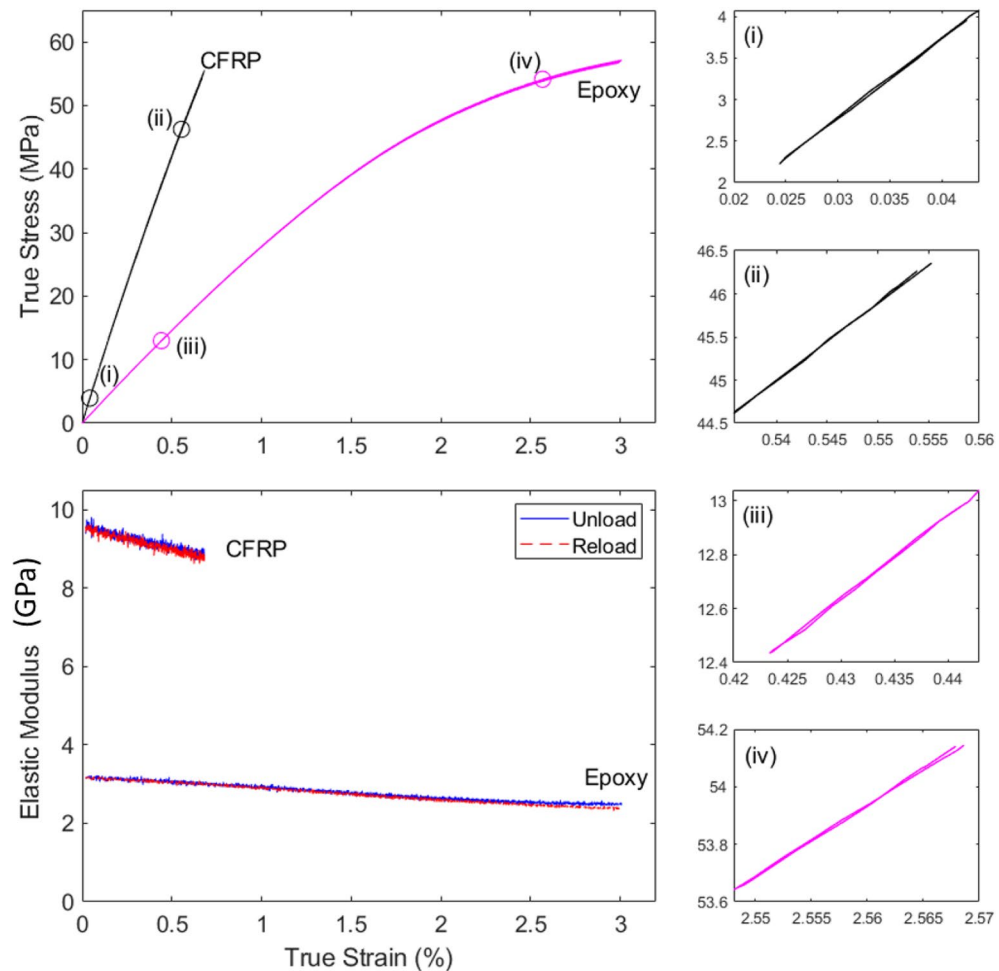 60
50
40
30
20
10
0
True Stress (MPa)
CFRP
(i)
(ii)
(iii)
(iv)
Epoxy
0 0.5 1 1.5 2 2.5 3
(i)
4
3.5
3
2.5
2
0.02 0.025 0.03 0.035 0.04
(ii)
46.5
46
45.5
45
44.5
0.54 0.545 0.55 0.555 0.56
10
8
6
4
2
0
Elastic Modulus (GPa)
CFRP
Epoxy
Unload
Reload
0 0.5 1 1.5 2 2.5 3
True Strain (%)
(iii)
13
12.8
12.6
12.4
0.42 0.425 0.43 0.435 0.44
(iv)
54.2
54
53.8
53.6
2.55 2.555 2.56 2.565 2.57